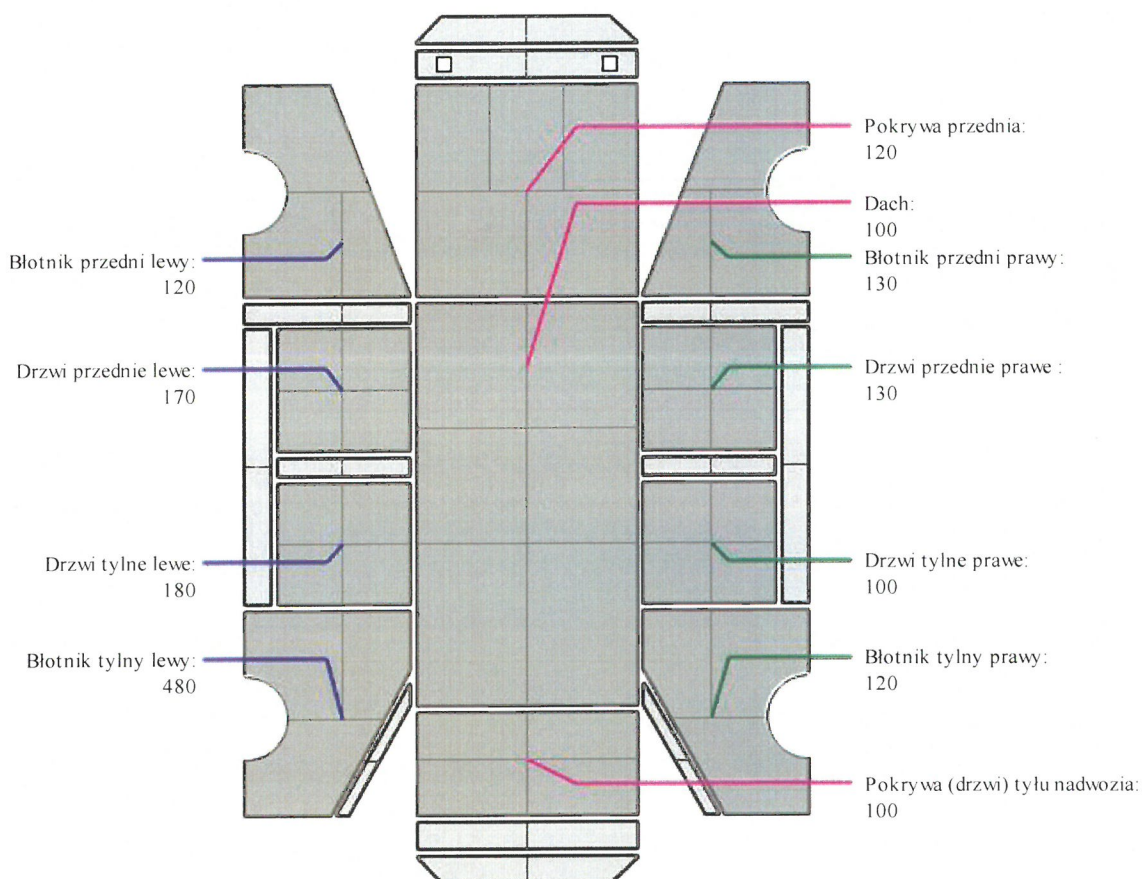 Pokrywa przednia:
120
Dach:
100
Błotnik przedni lewy:
120
Błotnik przedni prawy:
130
Drzwi przednie lewe:
170
Drzwi przednie prawe :
130
Drzwi tylne lewe:
180
Drzwi tylne prawe:
100
Błotnik tylny lewy:
480
Błotnik tylny prawy:
120
Pokrywa (drzwi) tyłu nadwozia:
100